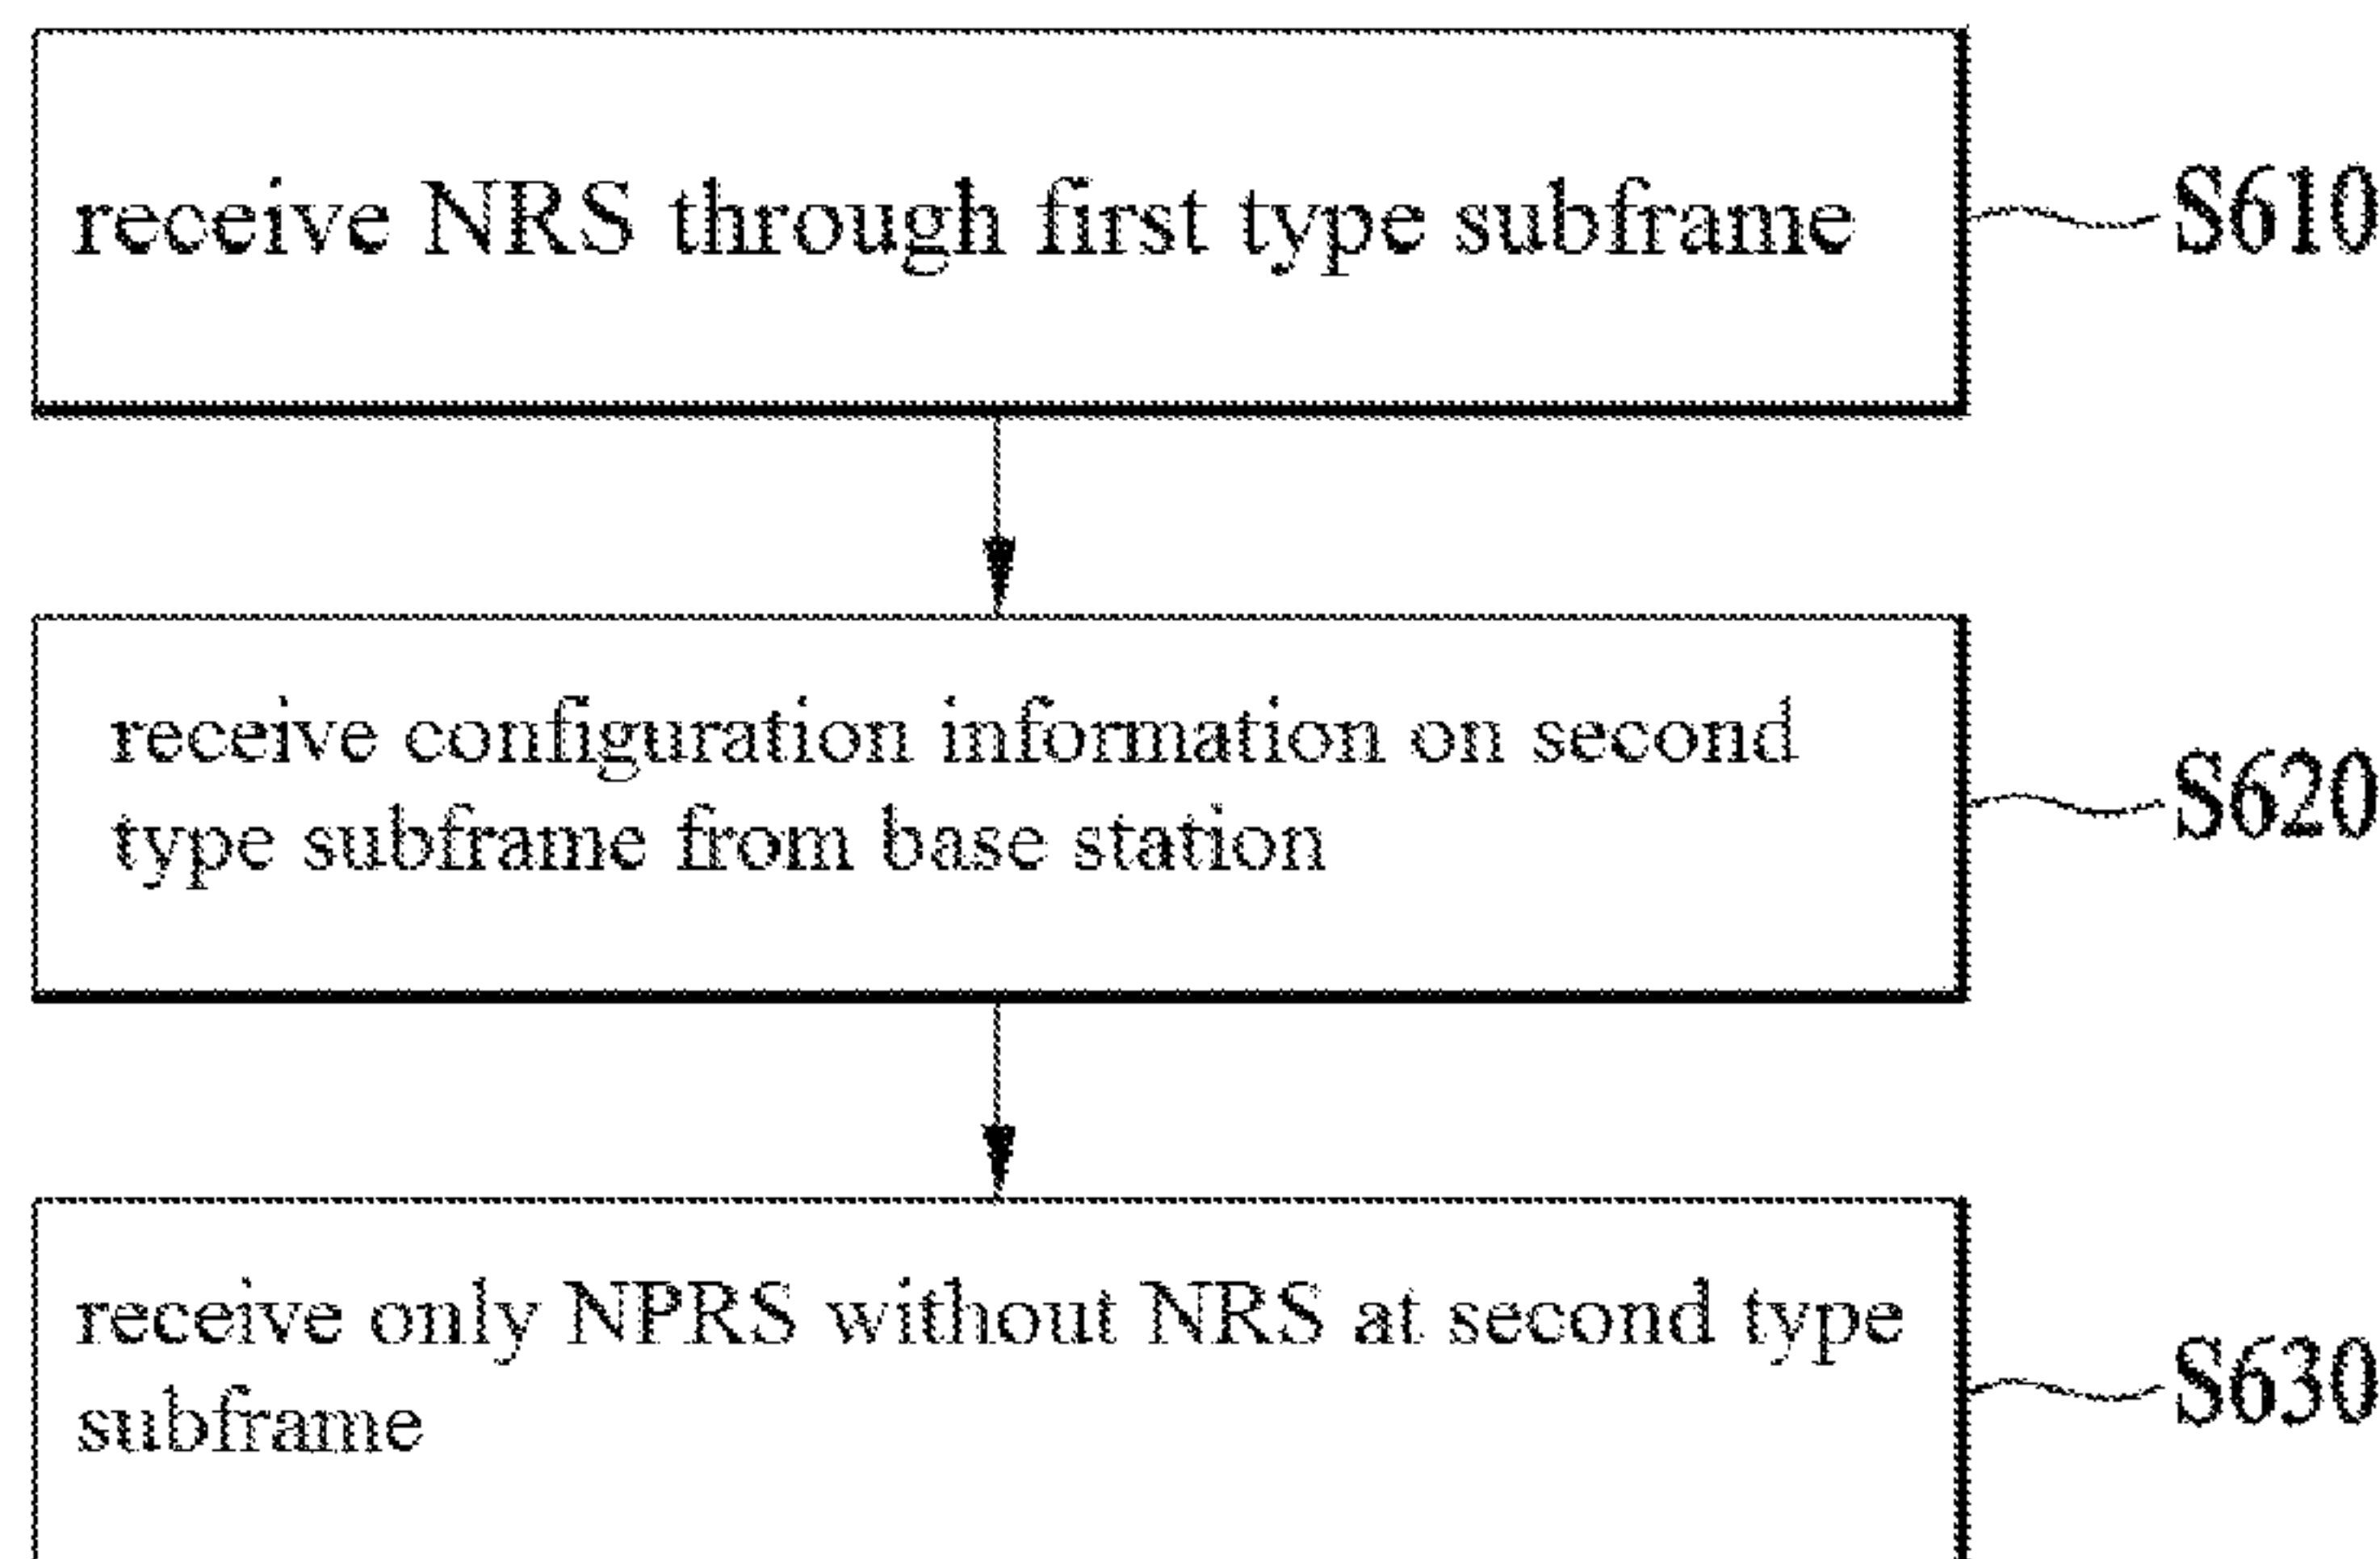 receive NRS through first type subframe
S610
receive configuration information on second
type subframe from base station
S620
receive only NPRS without NRS at second type
subframe
S630